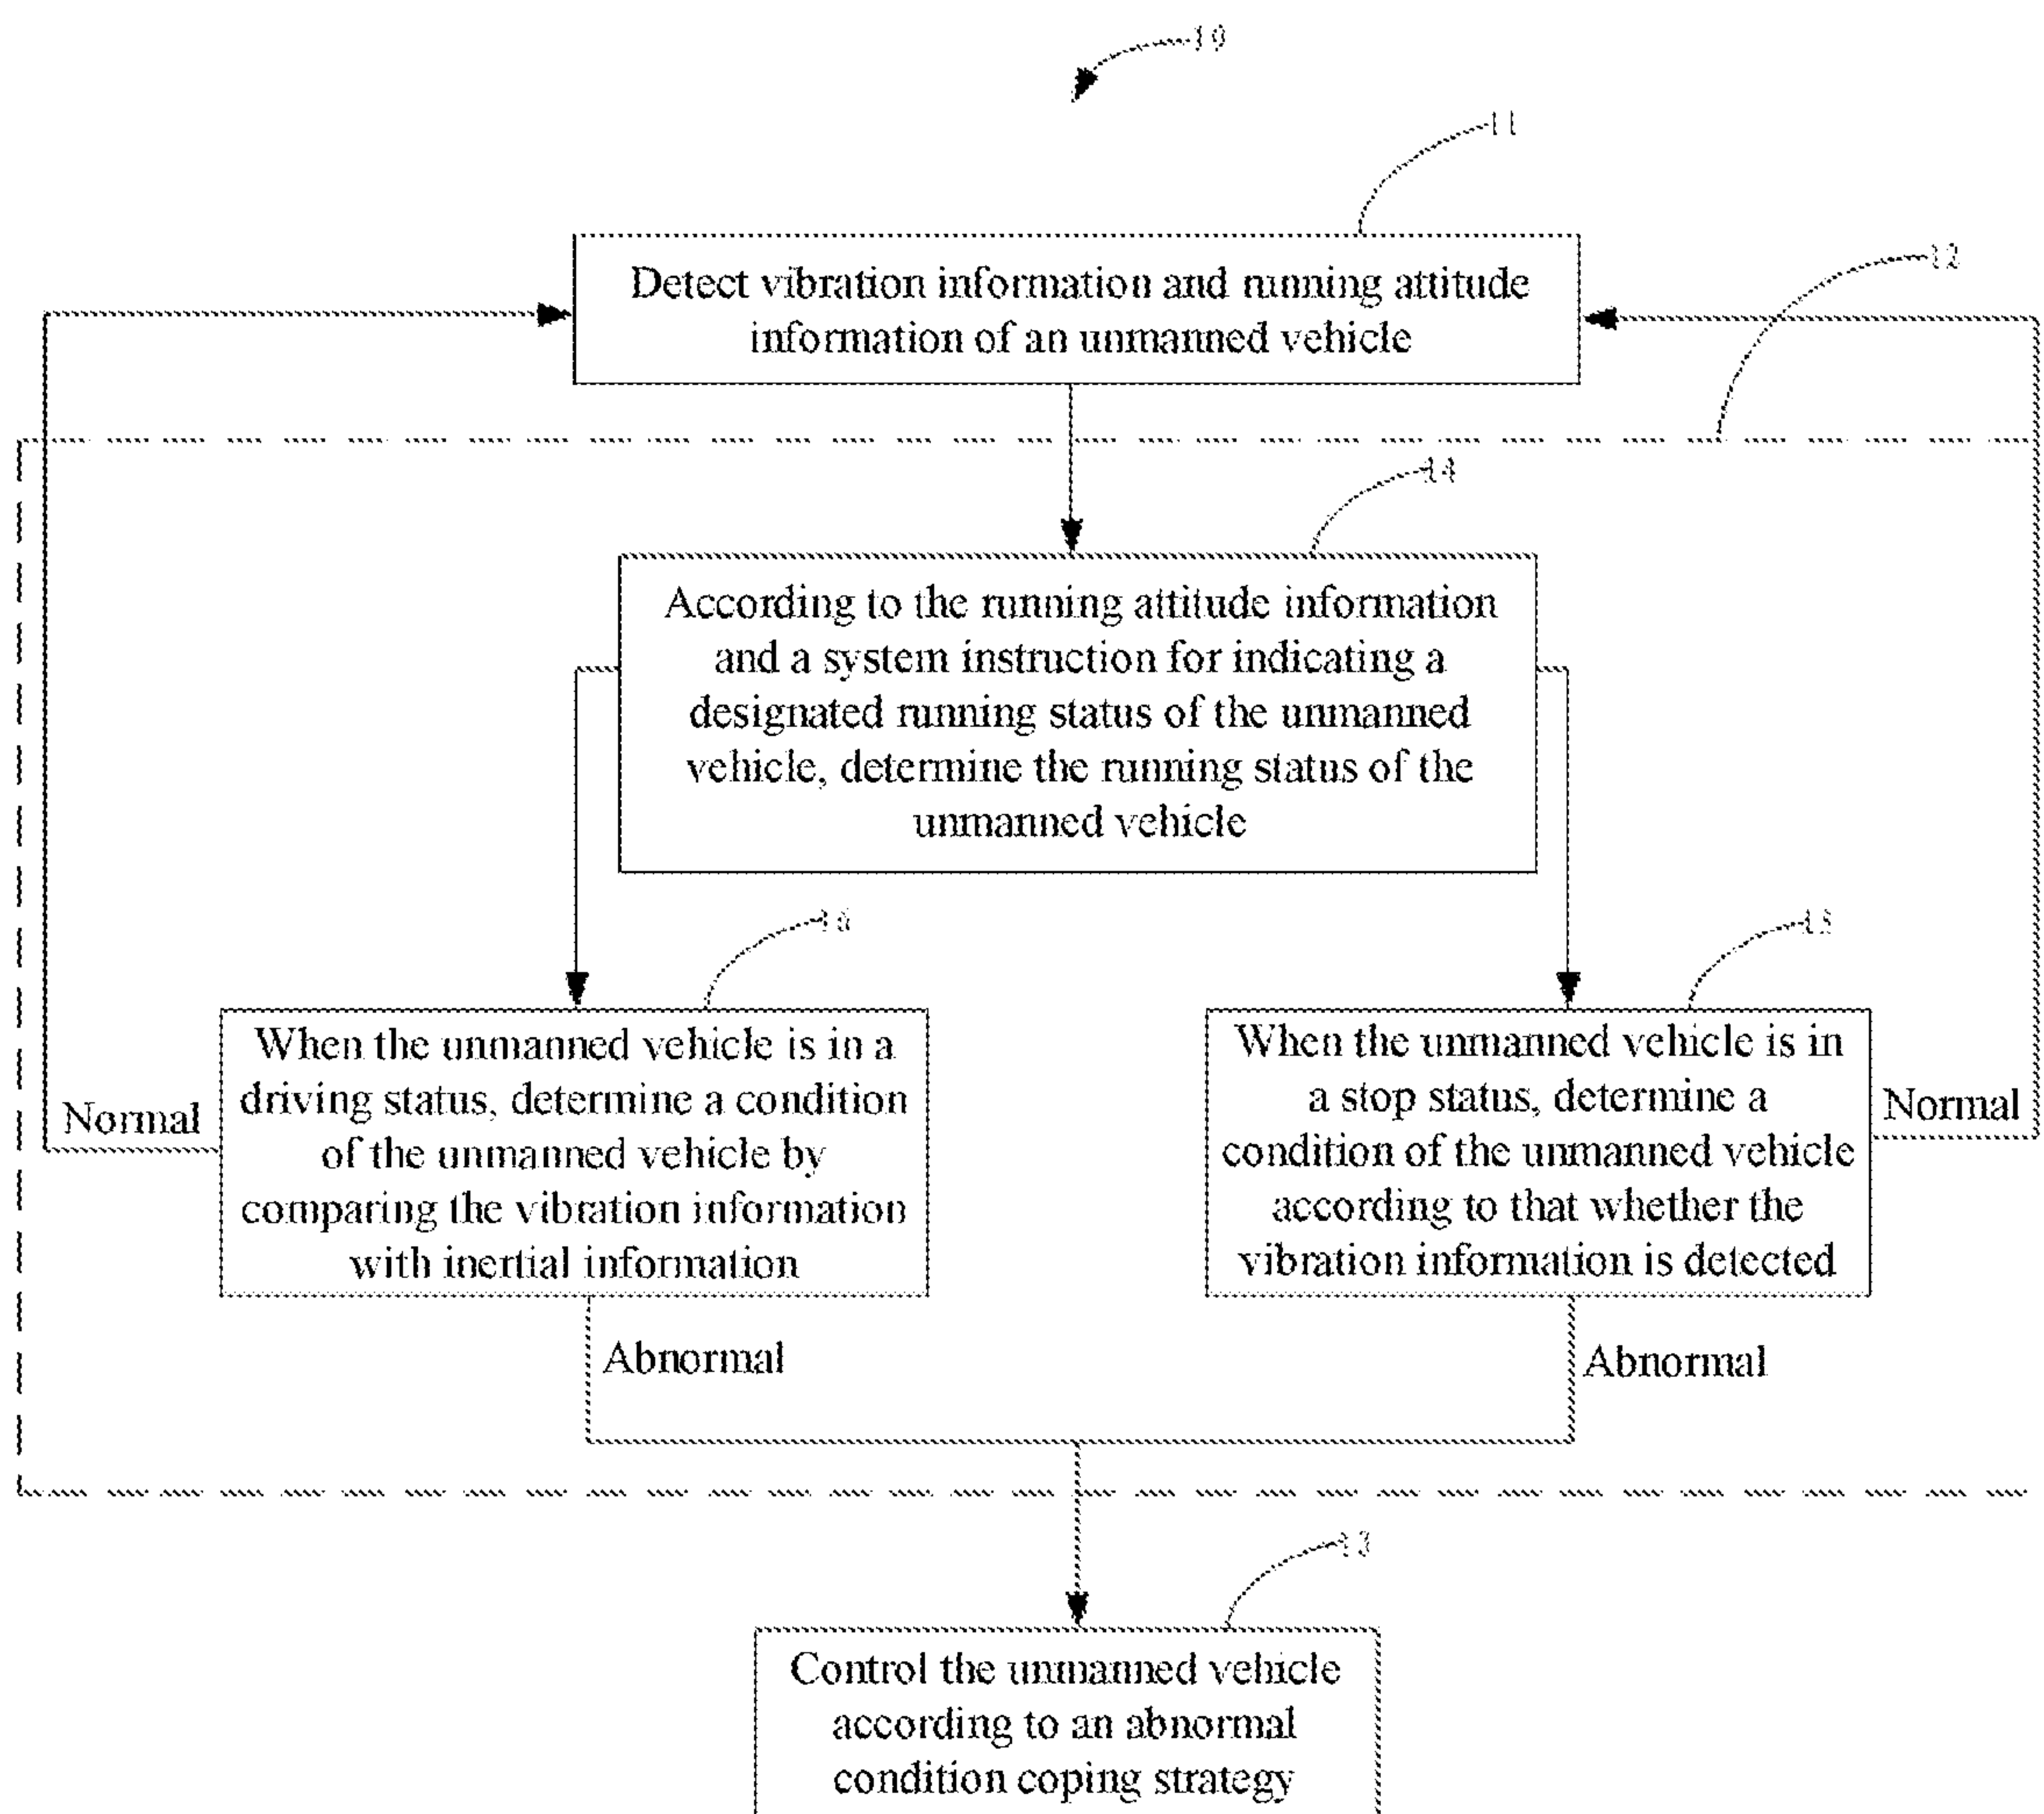 10
11
Detect vibration information and running attitude
information of an unmanned vehicle
12
14
According to the running attitude information
and a system instruction for indicating a
designated running status of the unmanned
vehicle, determine the running status of the
unmanned vehicle
16
When the unmanned vehicle is in a
driving status, determine a condition
of the unmanned vehicle by
comparing the vibration information
with inertial information
Normal
15
When the unmanned vehicle is in
a stop status, determine a
condition of the unmanned vehicle
according to that whether the
vibration information is detected
Normal
Abnormal
Abnormal
13
Control the unmanned vehicle
according to an abnormal
condition coping strategy